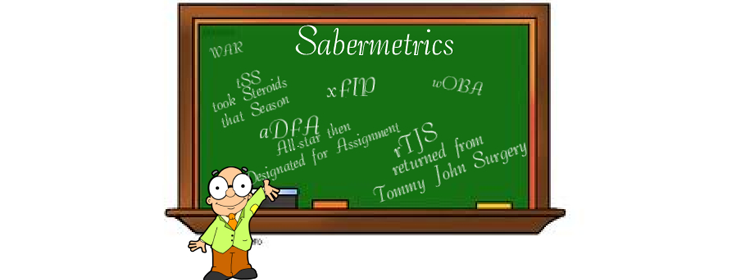 Sabermetrics
WAR
tSS
took Steroids
that Season
xFIP
wOBA
aDFA
All-star then
Designated for Assignment
rTJS
returned from
Tommy John Surgery